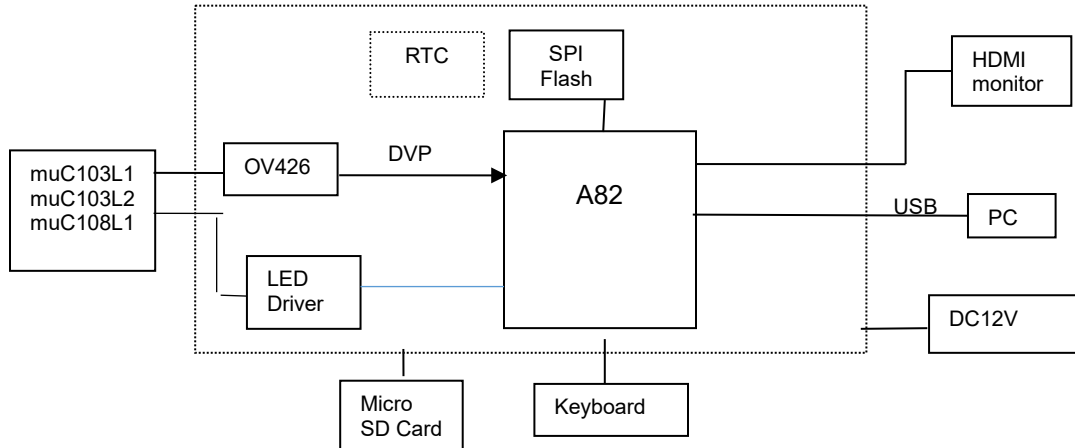 RTC
SPI
Flash
HDMI
monitor
muC103L1
muC103L2
muC108L1
OV426
DVP
A82
USB
PC
LED
Driver
DC12V
Micro
SD Card
Keyboard